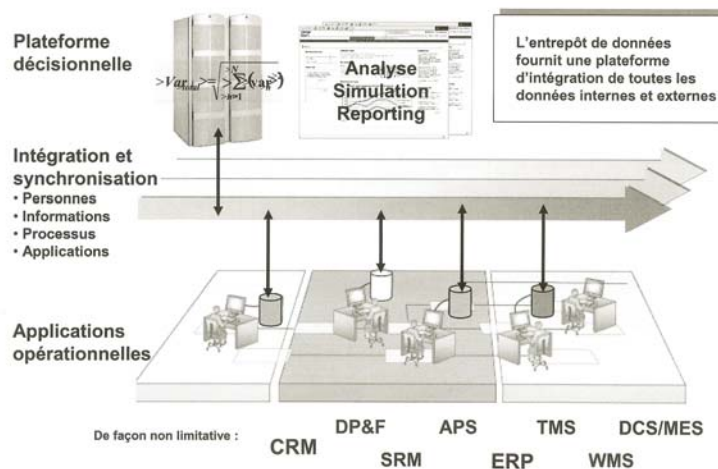 Plateforme
décisionnelle
Analyse
Simulation
Reporting
L'entrepôt de données
fournit une plateforme
d'intégration de toutes les
données internes et externes
Intégration et
synchronisation
• Personnes
• Informations
• Processus
• Applications
Applications
opérationnelles
De façon non limitative :
CRM
DP&F
SRM
APS
ERP
TMS
WMS
DCS/MES